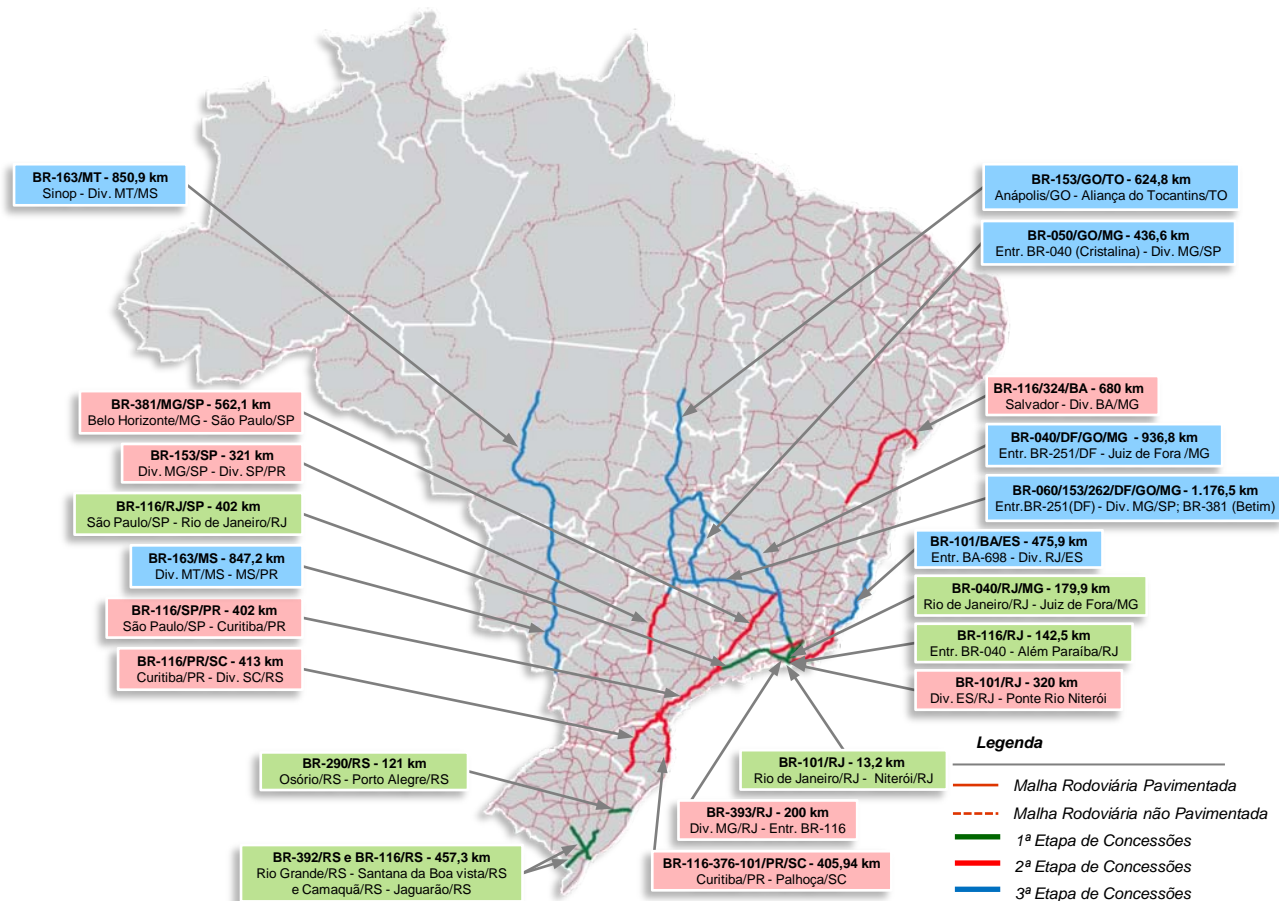 BR-163/MT - 850,9 km
Sinop - Div. MT/MS
BR-153/GO/TO - 624,8 km
Anápolis/GO - Aliança do Tocantins/TO
BR-050/GO/MG - 436,6 km
Entr. BR-040 (Cristalina) - Div. MG/SP
BR-381/MG/SP - 562,1 km
Belo Horizonte/MG - São Paulo/SP
BR-116/324/BA - 680 km
Salvador - Div. BA/MG
BR-153/SP - 321 km
Div. MG/SP - Div. SP/PR
BR-040/DF/GO/MG - 936,8 km
Entr. BR-251/DF - Juiz de Fora /MG
BR-116/RJ/SP - 402 km
São Paulo/SP - Rio de Janeiro/RJ
BR-060/153/262/DF/GO/MG - 1.176,5 km
Entr.BR-251(DF) - Div. MG/SP; BR-381 (Betim)
BR-163/MS - 847,2 km
Div. MT/MS - MS/PR
BR-101/BA/ES - 475,9 km
Entr. BA-698 - Div. RJ/ES
BR-116/SP/PR - 402 km
São Paulo/SP - Curitiba/PR
BR-040/RJ/MG - 179,9 km
Rio de Janeiro/RJ - Juiz de Fora/MG
BR-116/PR/SC - 413 km
Curitiba/PR - Div. SC/RS
BR-116/RJ - 142,5 km
Entr. BR-040 - Além Paraíba/RJ
BR-101/RJ - 320 km
Div. ES/RJ - Ponte Rio Niterói
BR-290/RS - 121 km
Osório/RS - Porto Alegre/RS
BR-101/RJ - 13,2 km
Rio de Janeiro/RJ - Niterói/RJ
BR-393/RJ - 200 km
Div. MG/RJ - Entr. BR-116
BR-392/RS e BR-116/RS - 457,3 km
Rio Grande/RS - Santana da Boa vista/RS
e Camaquã/RS - Jaguarão/RS
BR-116-376-101/PR/SC - 405,94 km
Curitiba/PR - Palhoça/SC
Legenda
Malha Rodoviária Pavimentada
Malha Rodoviária não Pavimentada
1ª Etapa de Concessões
2ª Etapa de Concessões
3ª Etapa de Concessões